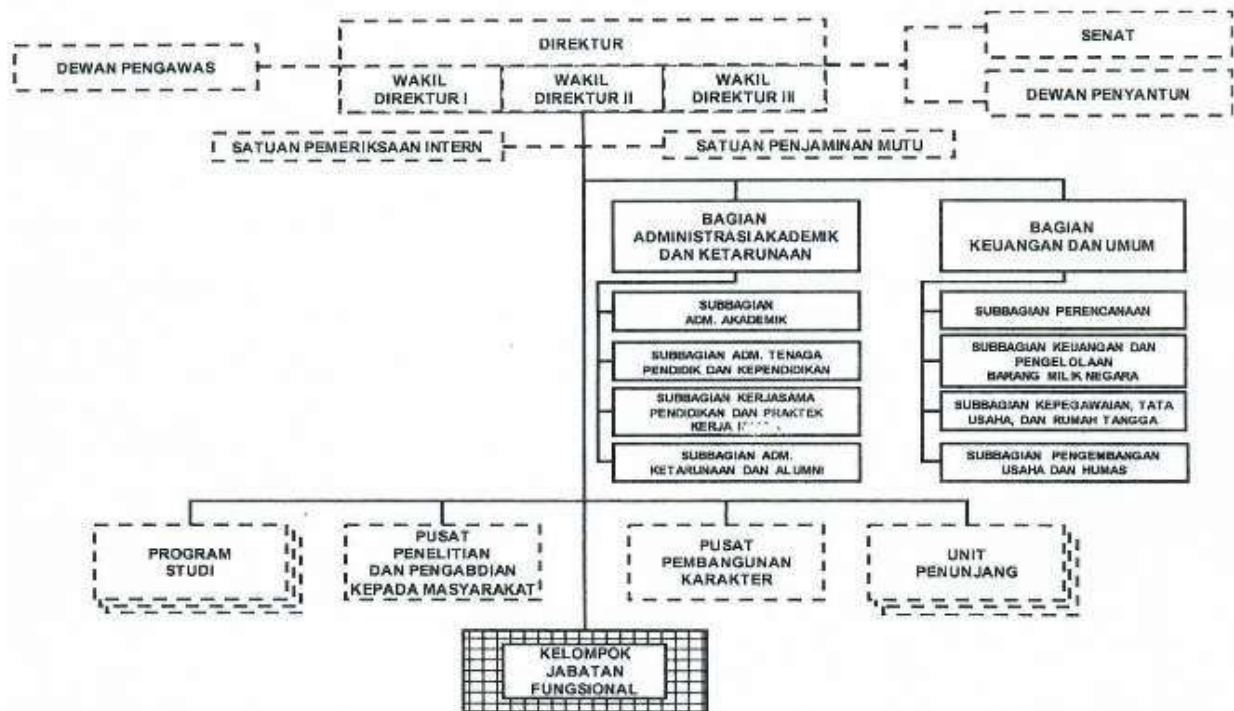 DIREKTUR
DEWAN PENGAWAS
WAKIL
DIREKTUR I
WAKIL
DIREKTUR II
WAKIL
DIREKTUR III
SENAT
DEWAN PENYANTUN
SATUAN PEMERIKSAAN INTERN
SATUAN PENJAMINAN MUTU
BAGIAN
ADMINISTRASI AKADEMIK
DAN KETARUNAAN
BAGIAN
KEUANGAN DAN UMUM
SUBBAGIAN
ADM. AKADEMIK
SUBBAGIAN ADM. TENAGA
PENDIDIK DAN KEPENDIDIKAN
SUBBAGIAN KERJASAMA
PENDIDIKAN DAN PRAKTEK
KERJA
SUBBAGIAN ADM.
KETARUNAAN DAN ALUMNI
SUBBAGIAN PERENCANAAN
SUBBAGIAN KEUANGAN DAN
PENGELOLAAN
BARANG MILIK NEGARA
SUBBAGIAN KEPEGAWAIAN, TATA
USAHA, DAN RUMAH TANGGA
SUBBAGIAN PENGEMBANGAN
USAHA DAN HUMAS
PROGRAM
STUDI
PUSAT
PENELITIAN
DAN PENGABDIAN
KEPADA MASYARAKAT
PUSAT
PEMBANGUNAN
KARAKTER
UNIT
PENUNJANG
KELOMPOK
JABATAN
FUNGSIONAL